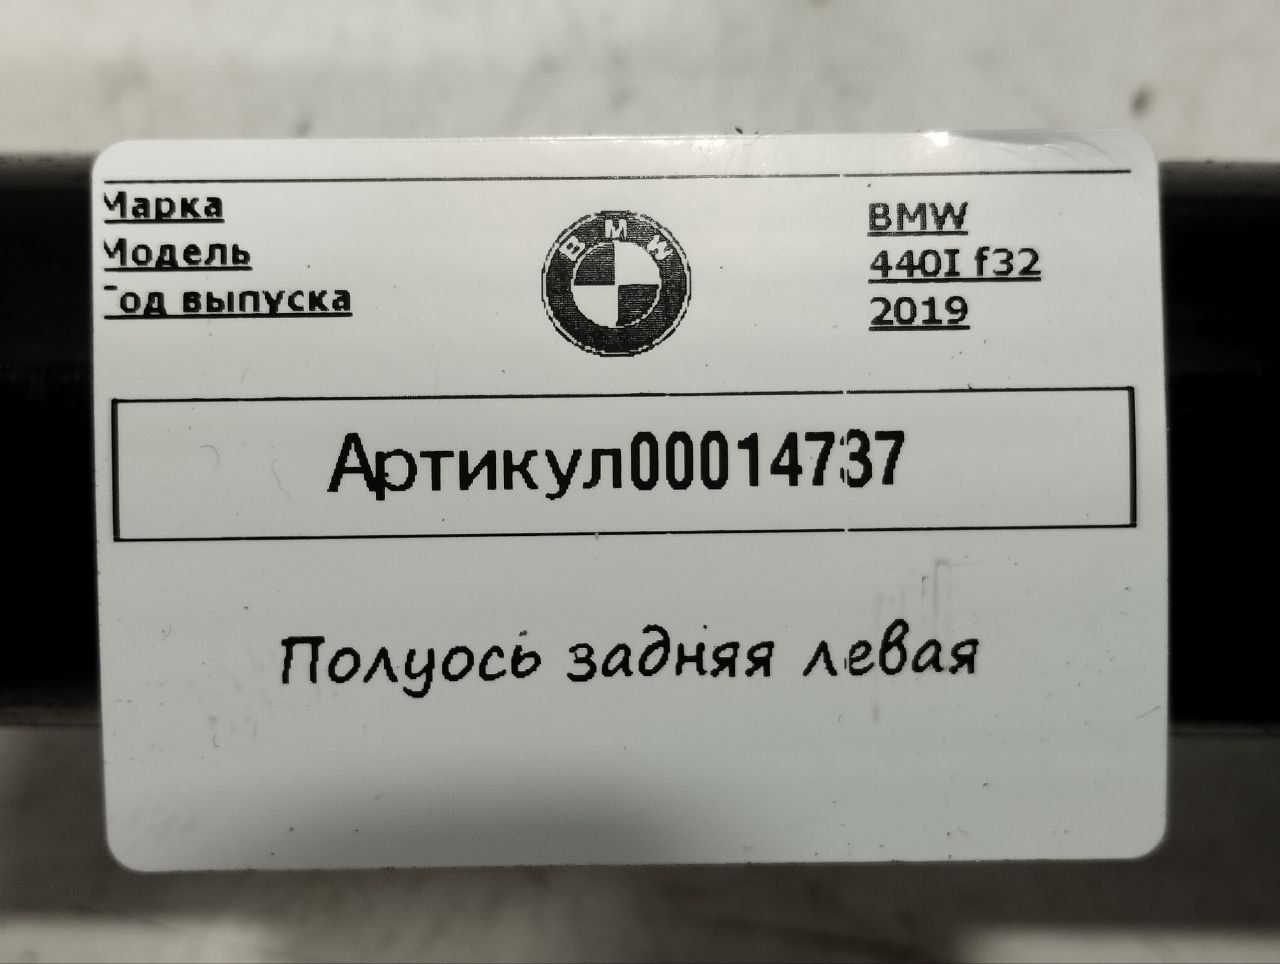 Марка BMW
Модель 440I f32
Год выпуска 2019
BMW
Артикул00014737
Полуось задняя левая